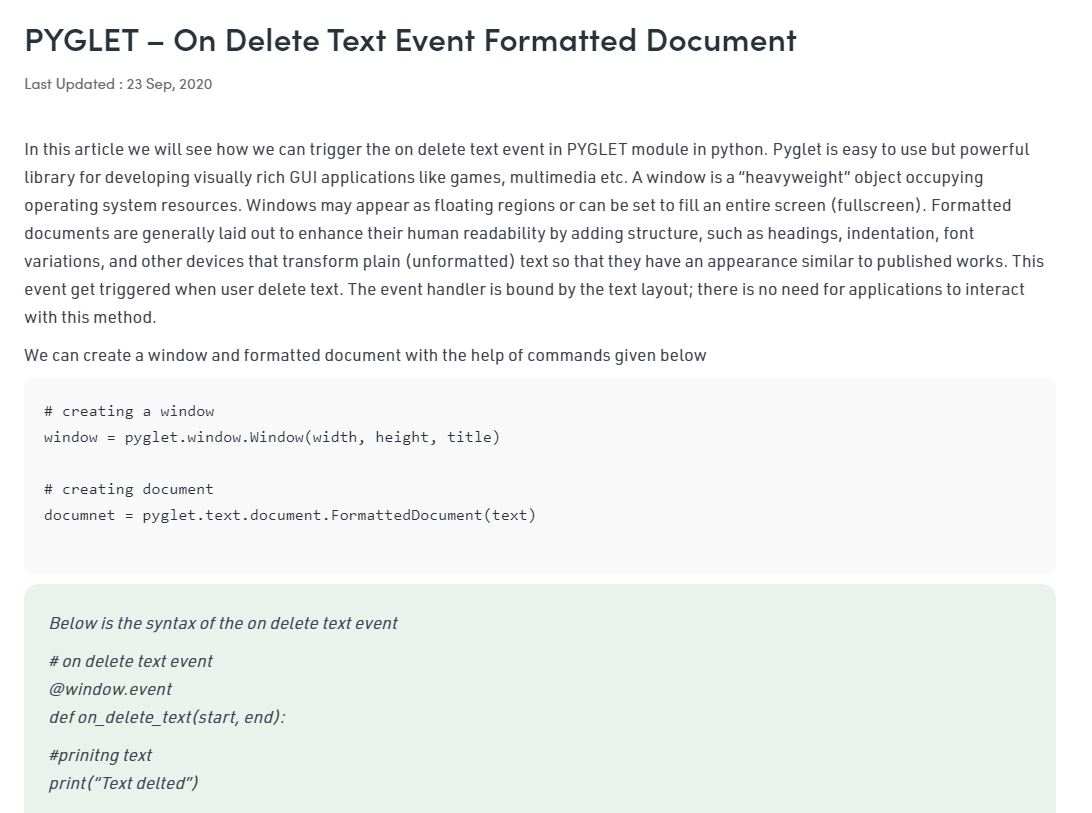 PYGLET – On Delete Text Event Formatted Document
Last Updated : 23 Sep, 2020
In this article we will see how we can trigger the on delete text event in PYGLET module in python. Pyglet is easy to use but powerful
library for developing visually rich GUI applications like games, multimedia etc. A window is a “heavyweight” object occupying
operating system resources. Windows may appear as floating regions or can be set to fill an entire screen (fullscreen). Formatted
documents are generally laid out to enhance their human readability by adding structure, such as headings, indentation, font
variations, and other devices that transform plain (unformatted) text so that they have an appearance similar to published works. This
event get triggered when user delete text. The event handler is bound by the text layout; there is no need for applications to interact
with this method.
We can create a window and formatted document with the help of commands given below
# creating a window
window = pyglet.window.Window(width, height, title)
# creating document
documnet = pyglet.text.document.FormattedDocument(text)
Below is the syntax of the on delete text event
# on delete text event
@window.event
def on_delete_text(start, end):
#prinitng text
print(“Text delted”)